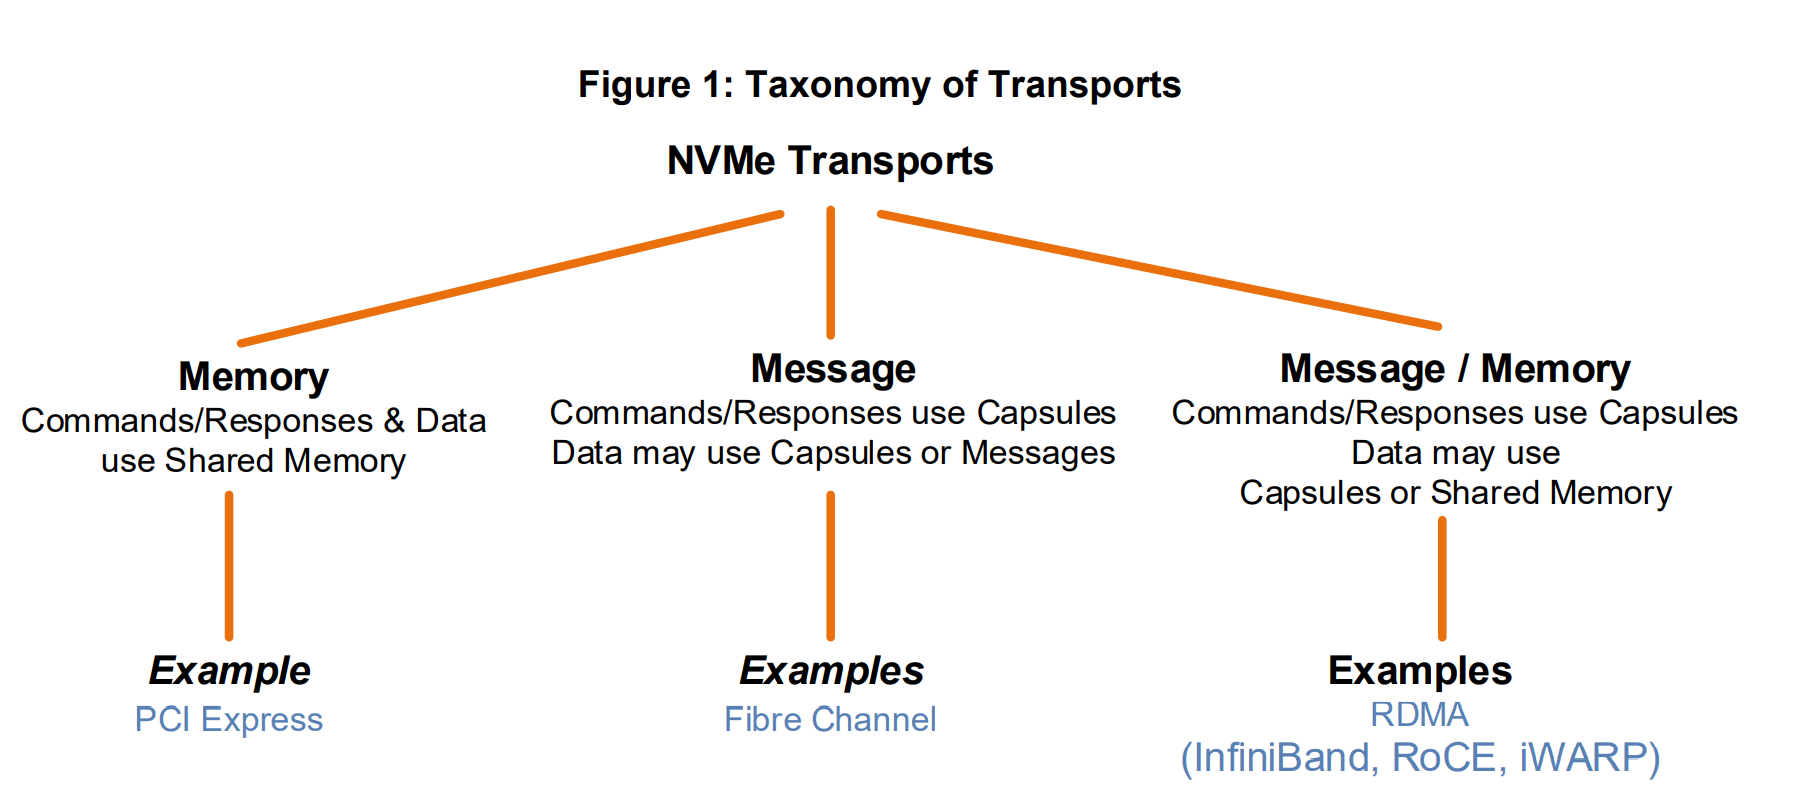 Figure 1: Taxonomy of Transports
NVMe Transports
Memory
Commands/Responses & Data
use Shared Memory
Example
PCI Express
Message
Commands/Responses use Capsules
Data may use Capsules or Messages
Examples
Fibre Channel
Message / Memory
Commands/Responses use Capsules
Data may use
Capsules or Shared Memory
Examples
RDMA
(InfiniBand, RoCE, iWARP)